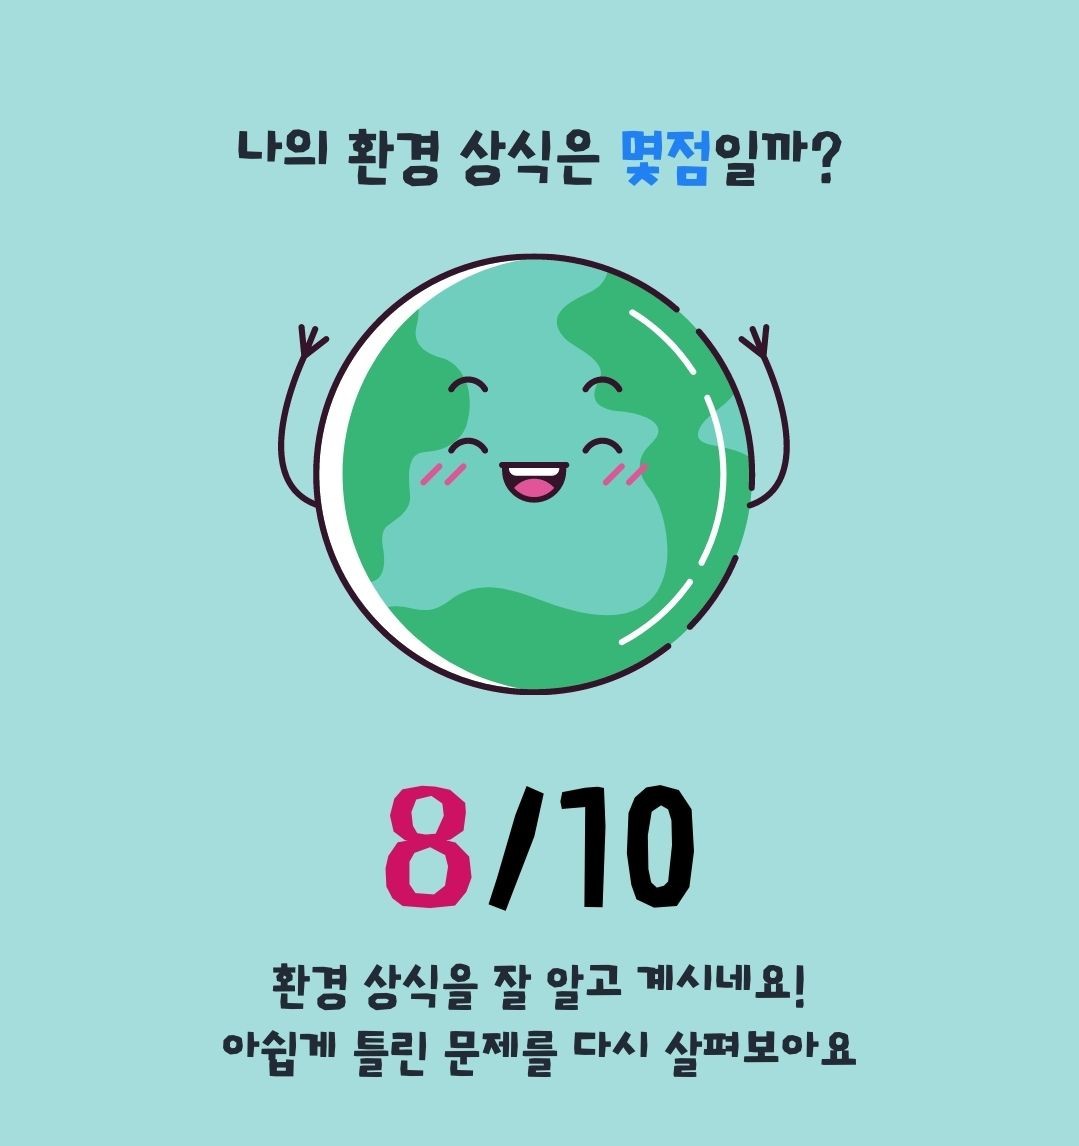 나의 환경 상식은 몇점일까?
8/10
환경 상식을 잘 알고 계시네요!
아쉽게 틀린 문제를 다시 살펴보아요